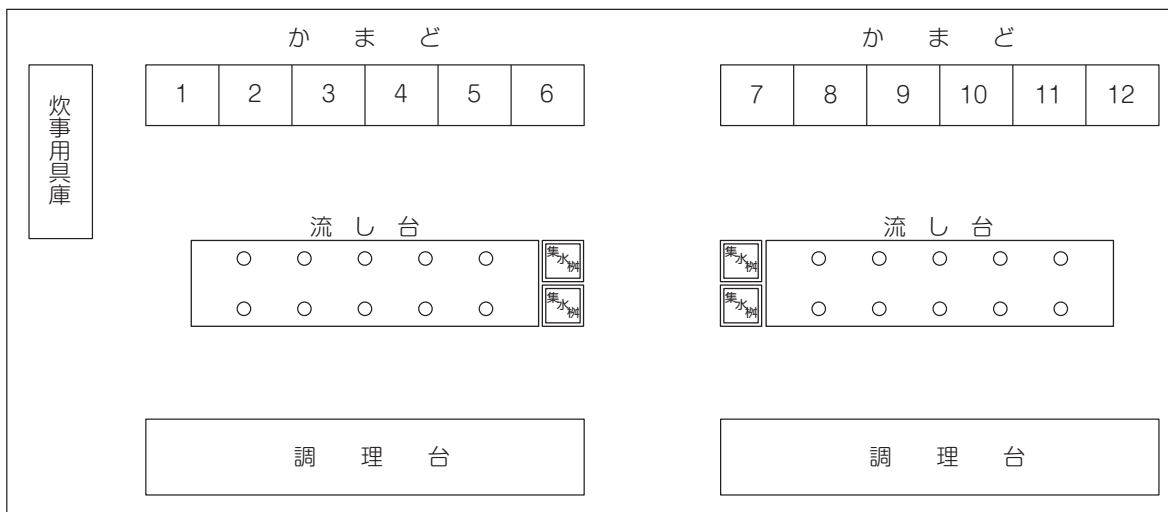 かまど
かまど
炊事用具庫
1 2 3 4 5 6
7 8 9 10 11 12
流し台
流し台
集水桝
集水桝
集水桝
集水桝
調理台
調理台